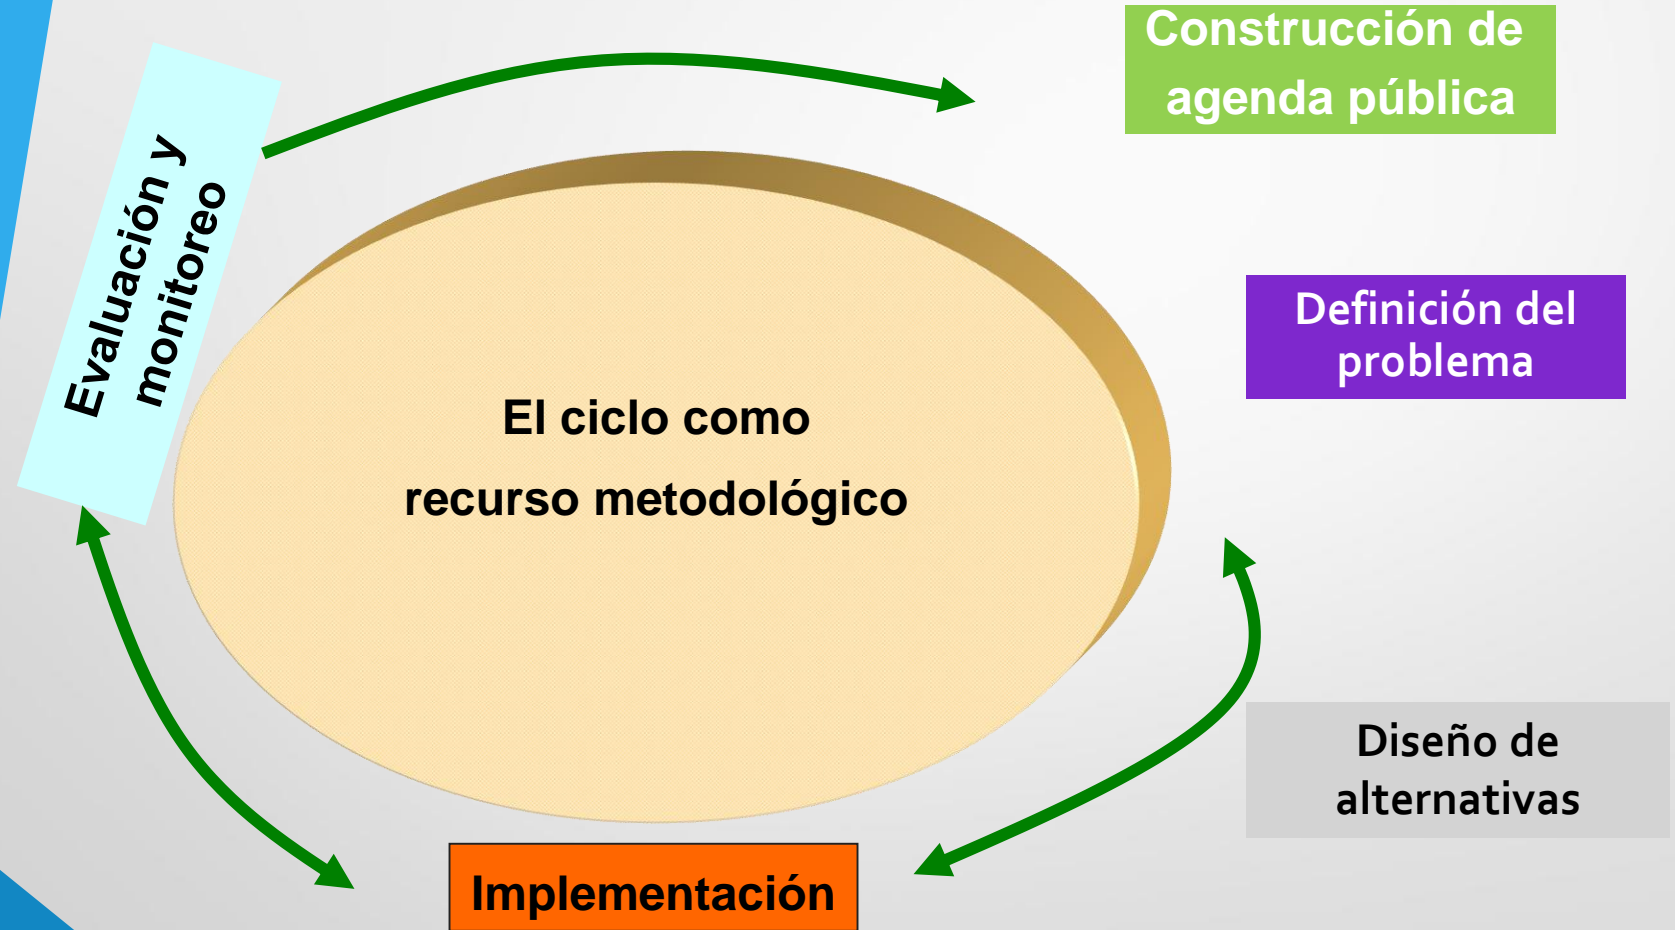 Construcción de
agenda pública
Evaluación y
monitoreo
Definición del
problema
El ciclo como
recurso metodológico
Diseño de
alternativas
Implementación